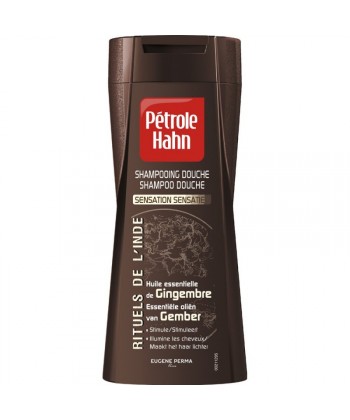 Pétrole
Hahn
SHAMPOOING DOUCHE
SHAMPOO DOUCHE
SENSATION SENSATIE
RITUELS DE L'INDE
Huile essentielle
de Gingembre
Essentiële oliën
van Gember
• Stimule/Stimuleert
• Illumine les cheveux/
Maakt het haar lichter
EUGENE PERMA